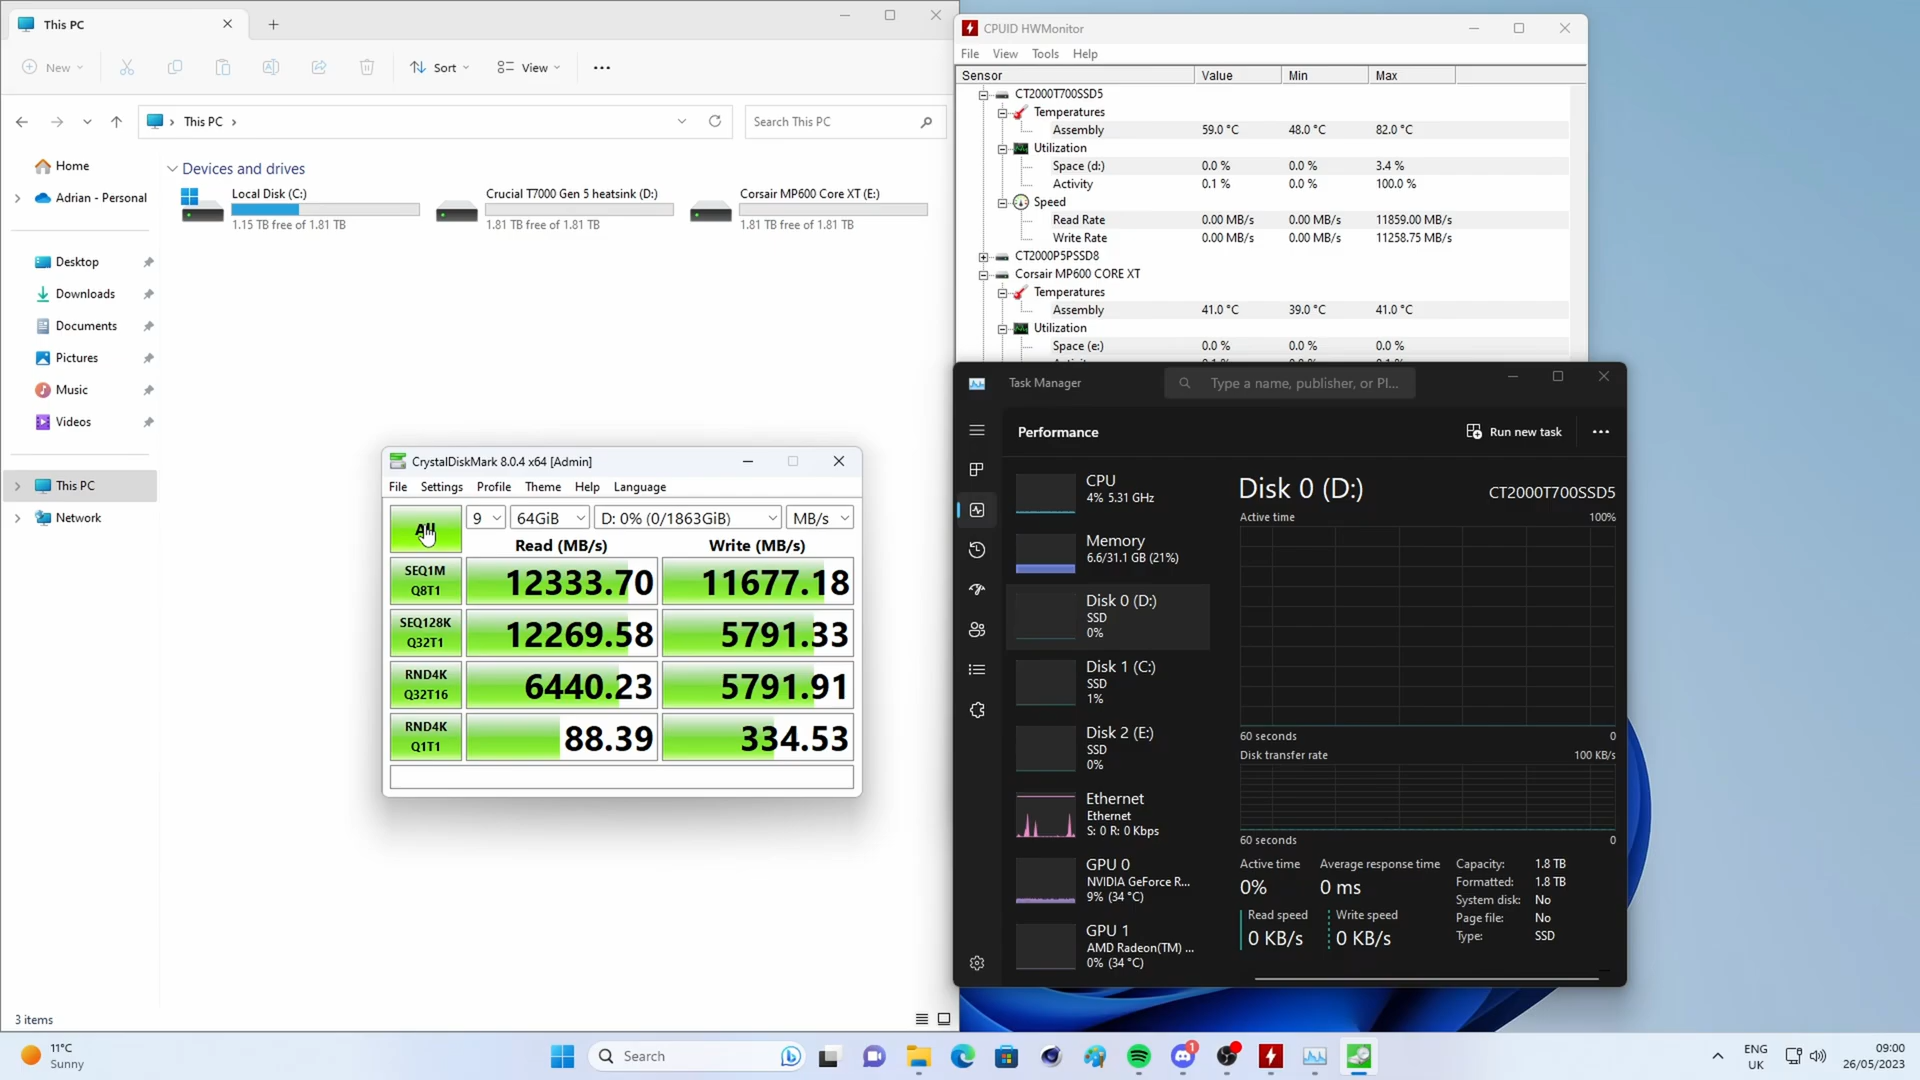 This PC
New
Sort
View
This PC
Search This PC
Home
Adrian - Personal
Desktop
Downloads
Documents
Pictures
Music
Videos
This PC
Network
Devices and drives
Local Disk (C:)
1.15 TB free of 1.81 TB
Crucial T7000 Gen 5 heatsink (D:)
1.81 TB free of 1.81 TB
Corsair MP600 Core XT (E:)
1.81 TB free of 1.81 TB
3 items
CPUID HWMonitor
File View Tools Help
Sensor Value Min Max
CT2000T700SSD5
Temperatures
Assembly 59.0 °C 48.0 °C 82.0 °C
Utilization
Space (d:) 0.0 % 0.0 % 3.4 %
Activity 0.1 % 0.0 % 100.0 %
Speed
Read Rate 0.00 MB/s 0.00 MB/s 11859.00 MB/s
Write Rate 0.00 MB/s 0.00 MB/s 11258.75 MB/s
CT2000P5PSSD8
Corsair MP600 CORE XT
Temperatures
Assembly 41.0 °C 39.0 °C 41.0 °C
Utilization
Space (e:) 0.0 % 0.0 % 0.0 %
CrystalDiskMark 8.0.4 x64 [Admin]
File Settings Profile Theme Help Language
All 9 64GiB D: 0% (0/1863GiB) MB/s
Read (MB/s) Write (MB/s)
SEQ1M
Q8T1
12333.70 11677.18
SEQ128K
Q32T1
12269.58 5791.33
RND4K
Q32T16
6440.23 5791.91
RND4K
Q1T1
88.39 334.53
Task Manager
Type a name, publisher, or Pl...
Performance
Run new task
CPU
4% 5.31 GHz
Memory
6.6/31.1 GB (21%)
Disk 0 (D:)
SSD
0%
Disk 1 (C:)
SSD
1%
Disk 2 (E:)
SSD
0%
Ethernet
Ethernet
S: 0 R: 0 Kbps
GPU 0
NVIDIA GeForce R...
9% (34 °C)
GPU 1
AMD Radeon(TM) ...
0% (34 °C)
Disk 0 (D:) CT2000T700SSD5
Active time 100%
60 seconds 0
Disk transfer rate 100 KB/s
60 seconds 0
Active time
0%
Average response time
0 ms
Read speed
0 KB/s
Write speed
0 KB/s
Capacity: 1.8 TB
Formatted: 1.8 TB
System disk: No
Page file: No
Type: SSD
11°C
Sunny
Search
1
ENG
UK
09:00
26/05/2023